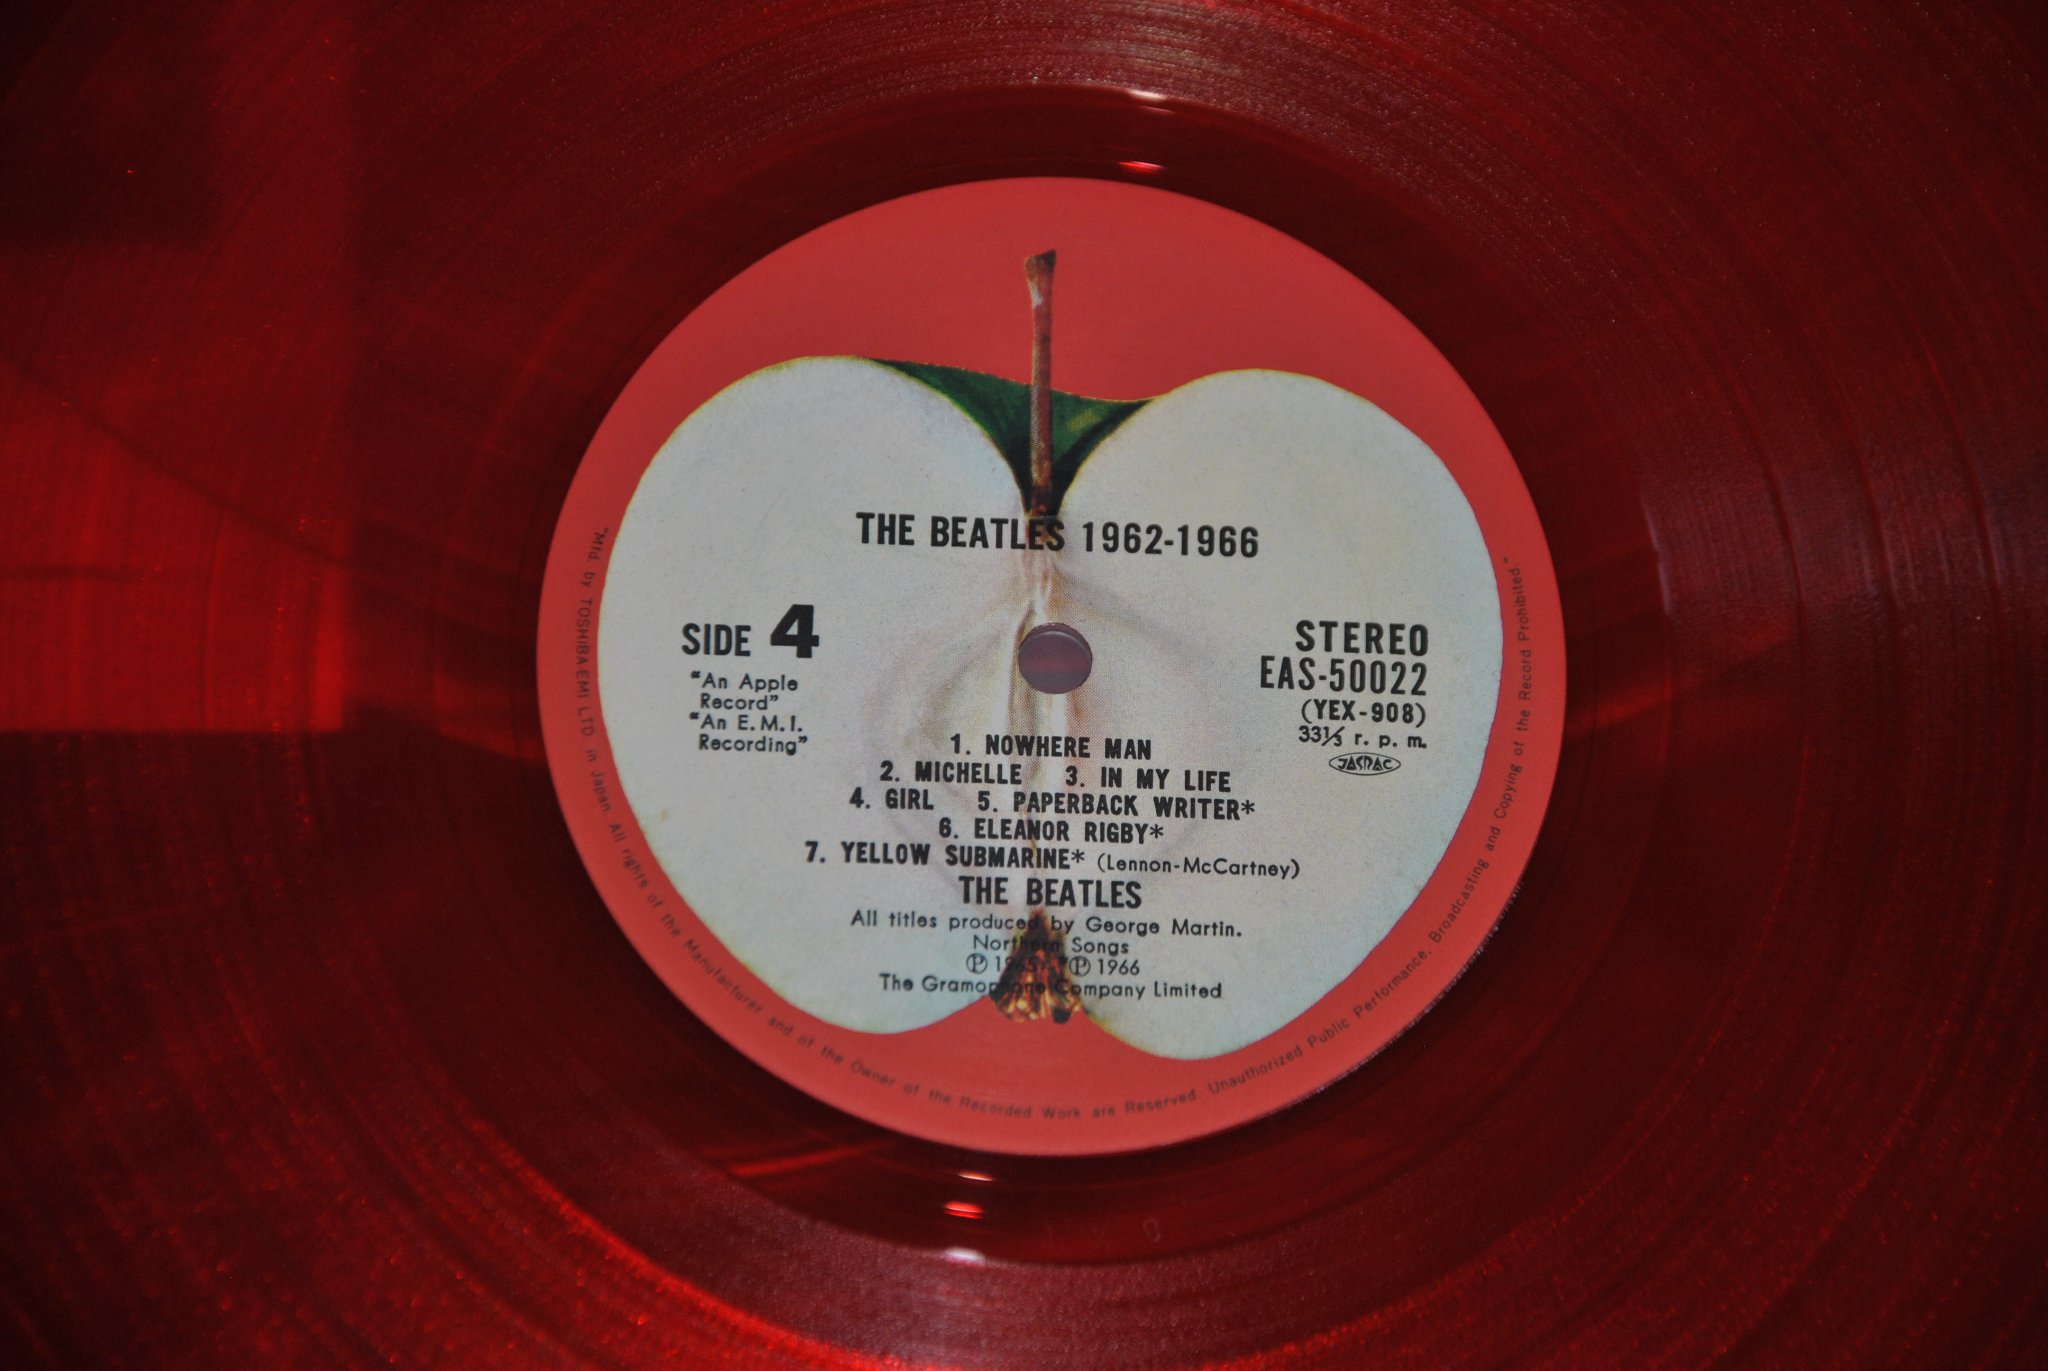 THE BEATLES 1962-1966
SIDE 4
"An Apple
Record"
"An E.M.I.
Recording"
STEREO
EAS-50022
(YEX-908)
33⅓ r. p. m.
JASRAC
1. NOWHERE MAN
2. MICHELLE 3. IN MY LIFE
4. GIRL 5. PAPERBACK WRITER*
6. ELEANOR RIGBY*
7. YELLOW SUBMARINE* (Lennon-McCartney)
THE BEATLES
All titles produced by George Martin.
Northern Songs
Ⓟ 1965 *Ⓟ 1966
The Gramophone Company Limited
"Mfd. by TOSHIBA EMI LTD. in Japan. All rights of the Manufacturer and of the Owner of the Recorded Work are Reserved. Unauthorized Public Performance, Broadcasting and Copying of the Record Prohibited."